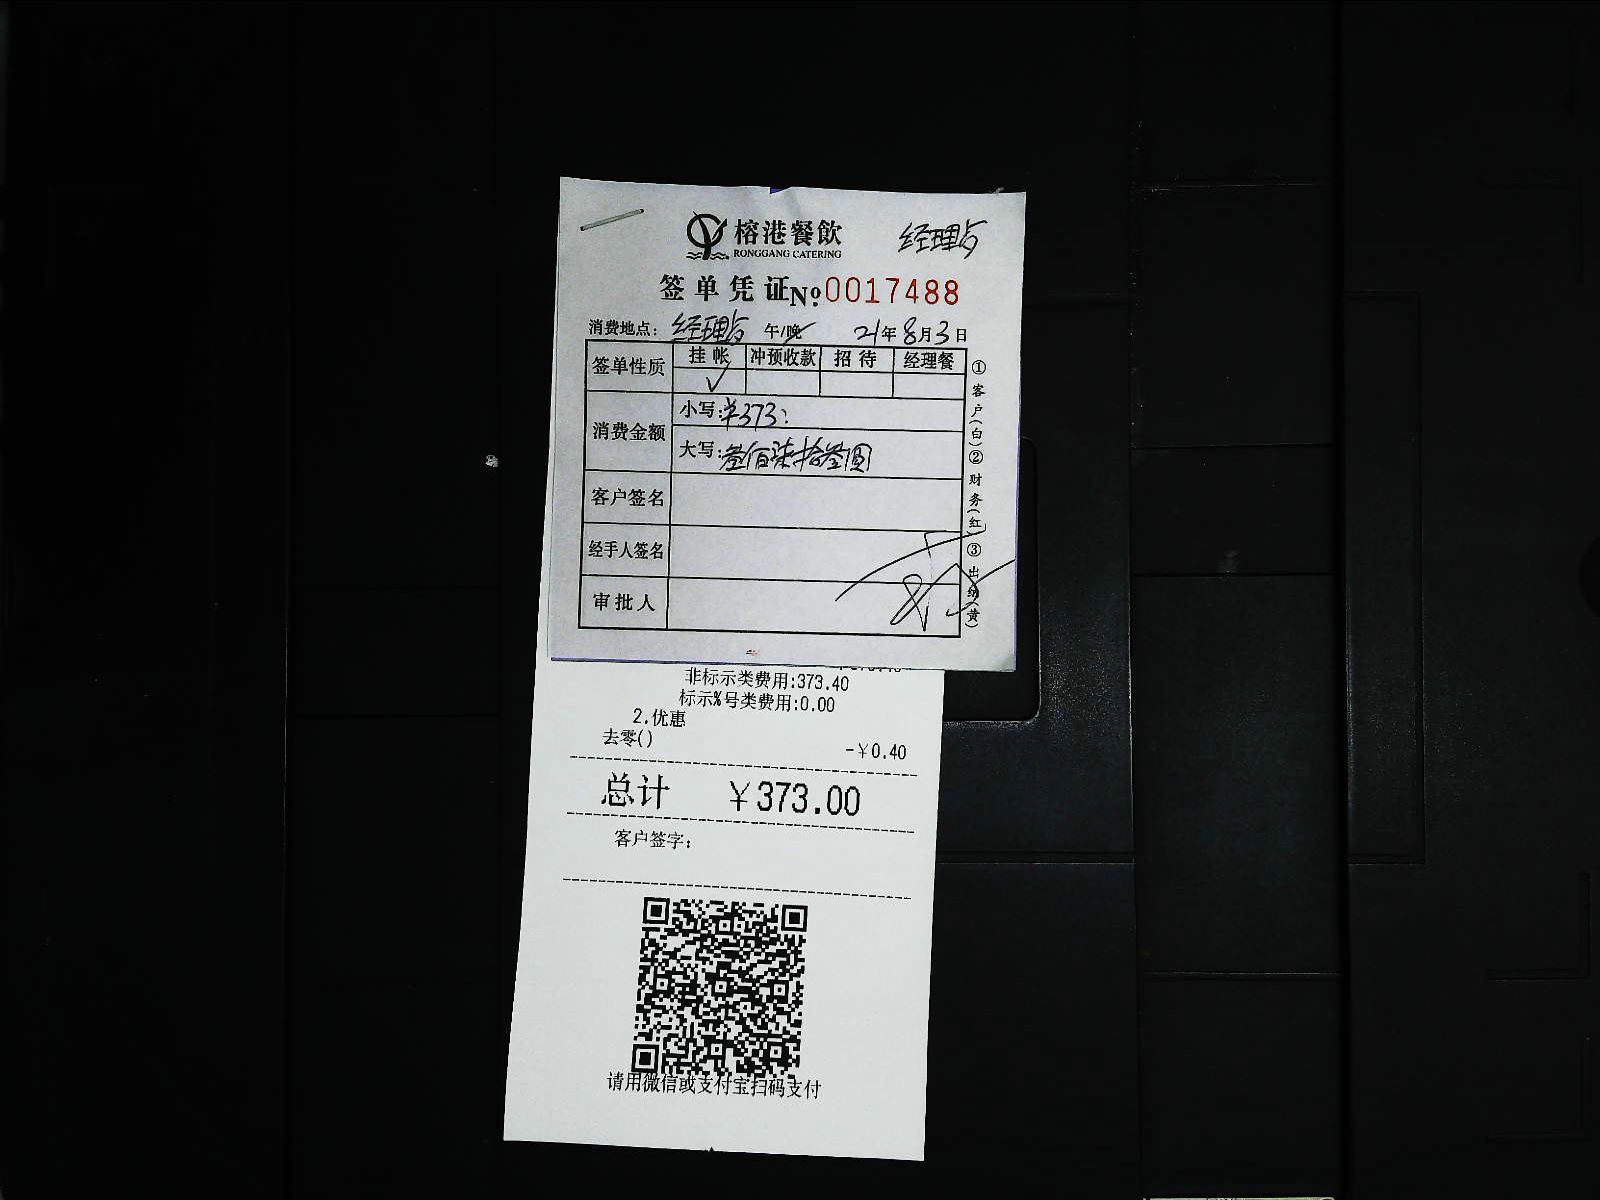 榕港餐飲
RONGGANG CATERING
经理
签单凭证№0017488
消费地点：经理 午/晚 21年8月3日
签单性质 挂帐 冲预收款 招待 经理餐
✓
消费金额 小写：¥373：
大写：叁佰柒拾叁圆
客户签名
经手人签名
审批人
①客户(白)②财务(红)③出纳(黄)
非标示类费用:373.40
标示%号类费用:0.00
2.优惠
去零() -￥0.40
总计 ￥373.00
客户签字：
请用微信或支付宝扫码支付